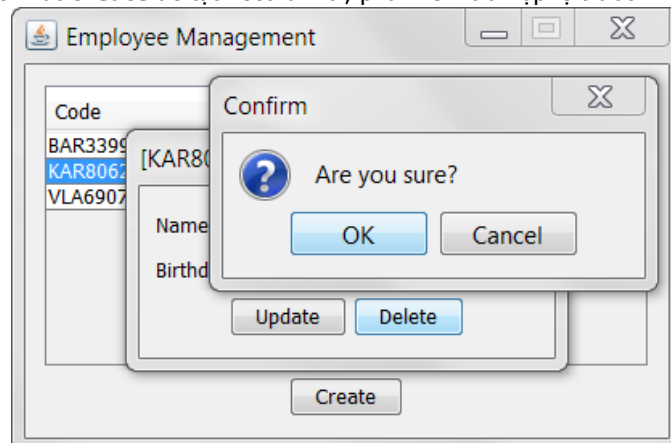 Employee Management
Confirm
Code
BAR3399
[KAR80
KAR8062
Are you sure?
VLA6907
Name
OK
Cancel
Birthd
Update
Delete
Create